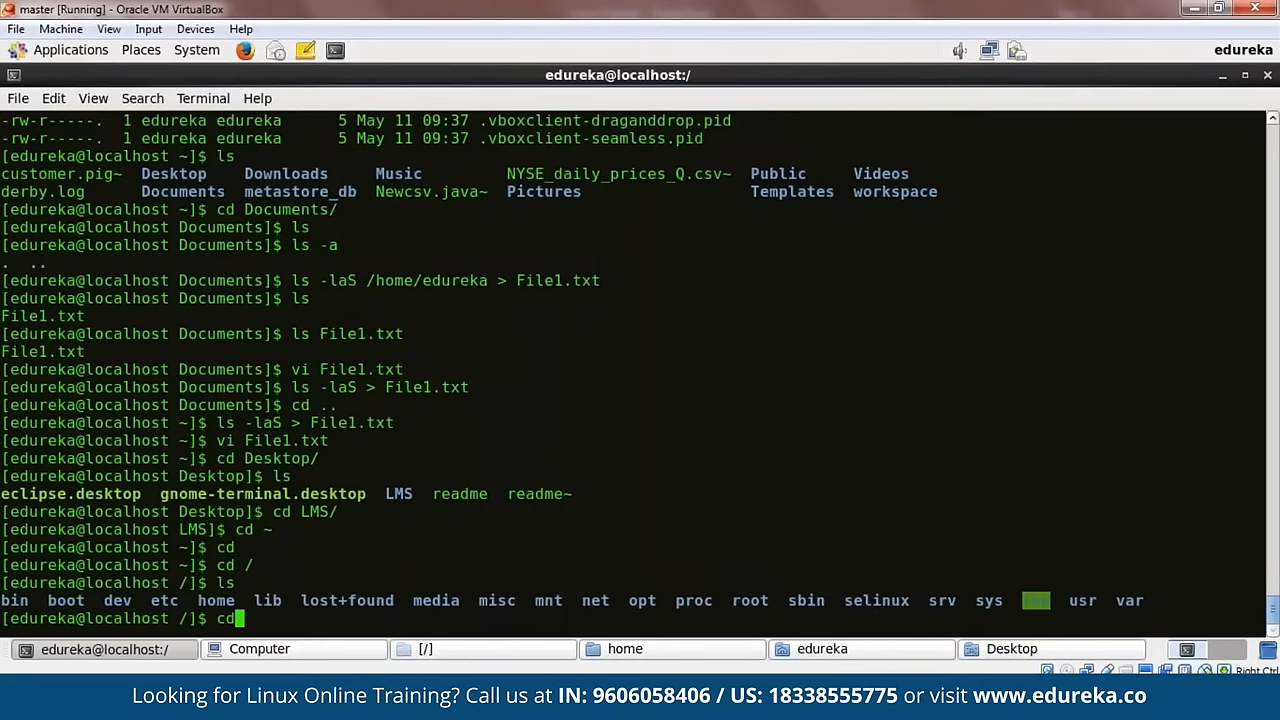 master [Running] - Oracle VM VirtualBox
File Machine View Input Devices Help
Applications Places System edureka
edureka@localhost:/
File Edit View Search Terminal Help
-rw-r-----. 1 edureka edureka 5 May 11 09:37 .vboxclient-draganddrop.pid
-rw-r-----. 1 edureka edureka 5 May 11 09:37 .vboxclient-seamless.pid
[edureka@localhost ~]$ ls
customer.pig~ Desktop Downloads Music NYSE_daily_prices_Q.csv~ Public Videos
derby.log Documents metastore_db Newcsv.java~ Pictures Templates workspace
[edureka@localhost ~]$ cd Documents/
[edureka@localhost Documents]$ ls
[edureka@localhost Documents]$ ls -a
. ..
[edureka@localhost Documents]$ ls -laS /home/edureka > File1.txt
[edureka@localhost Documents]$ ls
File1.txt
[edureka@localhost Documents]$ ls File1.txt
File1.txt
[edureka@localhost Documents]$ vi File1.txt
[edureka@localhost Documents]$ ls -laS > File1.txt
[edureka@localhost Documents]$ cd ..
[edureka@localhost ~]$ ls -laS > File1.txt
[edureka@localhost ~]$ vi File1.txt
[edureka@localhost ~]$ cd Desktop/
[edureka@localhost Desktop]$ ls
eclipse.desktop gnome-terminal.desktop LMS readme readme~
[edureka@localhost Desktop]$ cd LMS/
[edureka@localhost LMS]$ cd ~
[edureka@localhost ~]$ cd
[edureka@localhost ~]$ cd /
[edureka@localhost /]$ ls
bin boot dev etc home lib lost+found media misc mnt net opt proc root sbin selinux srv sys usr var
[edureka@localhost /]$ cd
edureka@localhost:/ Computer [/] home edureka Desktop
Right Ctrl
Looking for Linux Online Training? Call us at IN: 9606058406 / US: 18338555775 or visit www.edureka.co